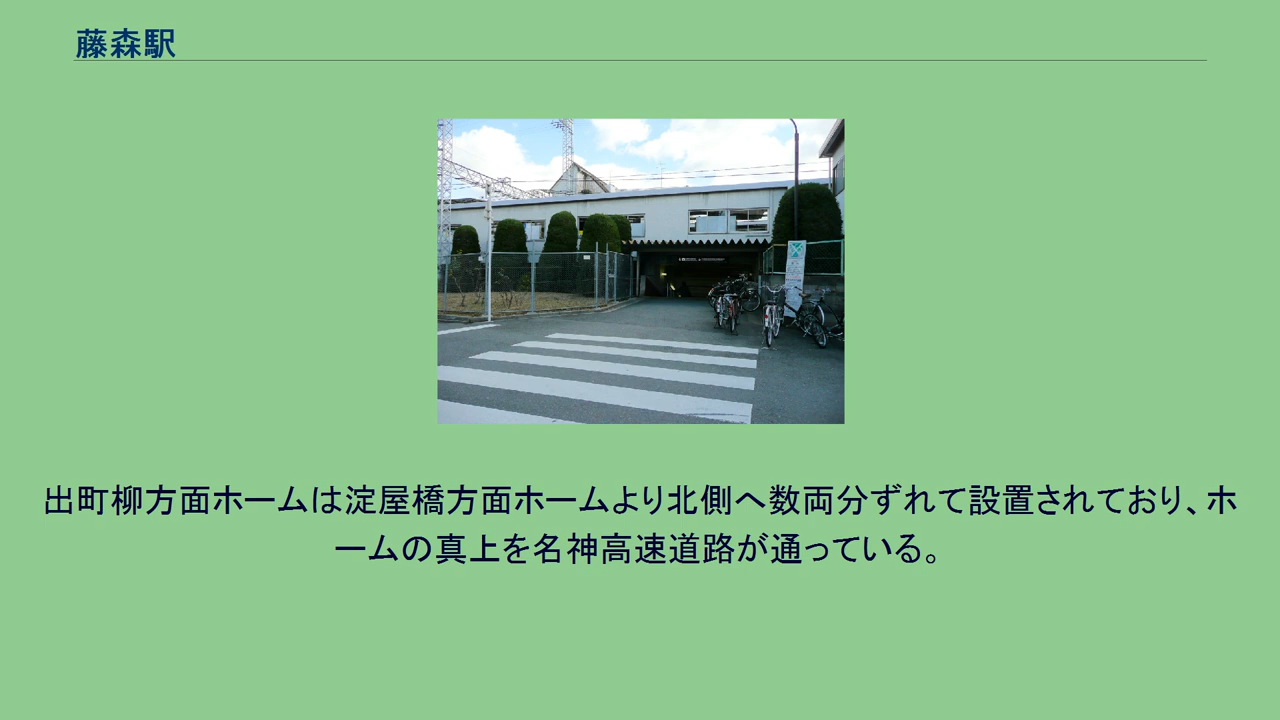 藤森駅
出町柳方面ホームは淀屋橋方面ホームより北側へ数両分ずれて設置されており、ホ
ームの真上を名神高速道路が通っている。